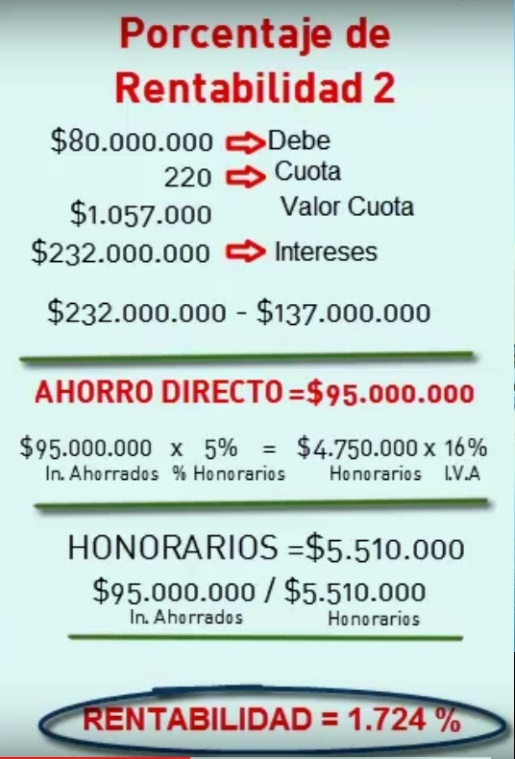 Porcentaje de
Rentabilidad 2
$80.000.000 Debe
220 Cuota
$1.057.000 Valor Cuota
$232.000.000 Intereses
$232.000.000 - $137.000.000
AHORRO DIRECTO =$95.000.000
$95.000.000 x 5% = $4.750.000 x 16%
In. Ahorrados % Honorarios Honorarios I.V.A
HONORARIOS =$5.510.000
$95.000.000 / $5.510.000
In. Ahorrados Honorarios
RENTABILIDAD = 1.724 %